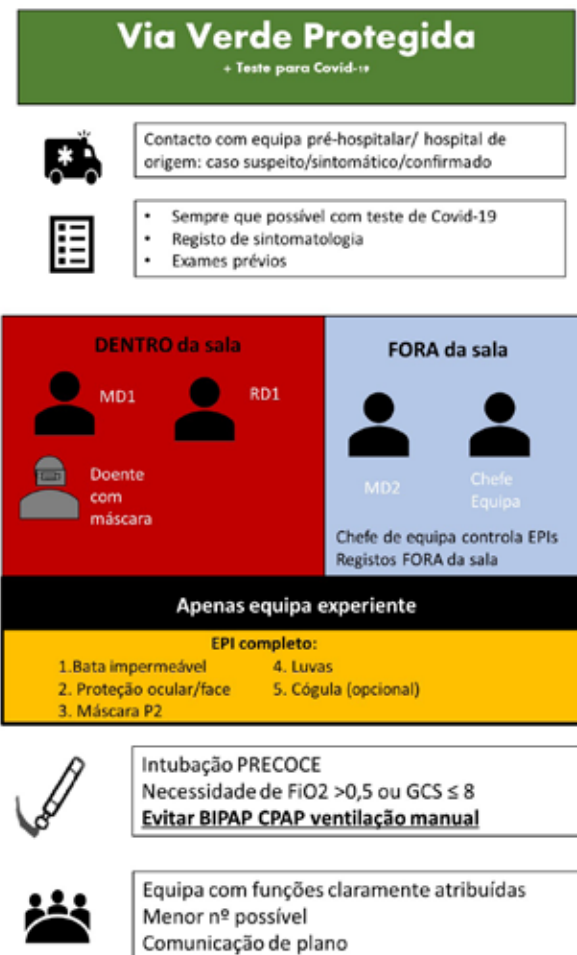 Via Verde Protegida
+ Teste para Covid-19
Contacto com equipa pré-hospitalar/ hospital de
origem: caso suspeito/sintomático/confirmado
• Sempre que possível com teste de Covid-19
• Registo de sintomatologia
• Exames prévios
DENTRO da sala
MD1
RD1
Doente
com
máscara
FORA da sala
MD2
Chefe
Equipa
Chefe de equipa controla EPIs
Registos FORA da sala
Apenas equipa experiente
EPI completo:
1.Bata impermeável
2. Proteção ocular/face
3. Máscara P2
4. Luvas
5. Cógula (opcional)
Intubação PRECOCE
Necessidade de FiO2 >0,5 ou GCS ≤ 8
Evitar BIPAP CPAP ventilação manual
Equipa com funções claramente atribuídas
Menor nº possível
Comunicação de plano